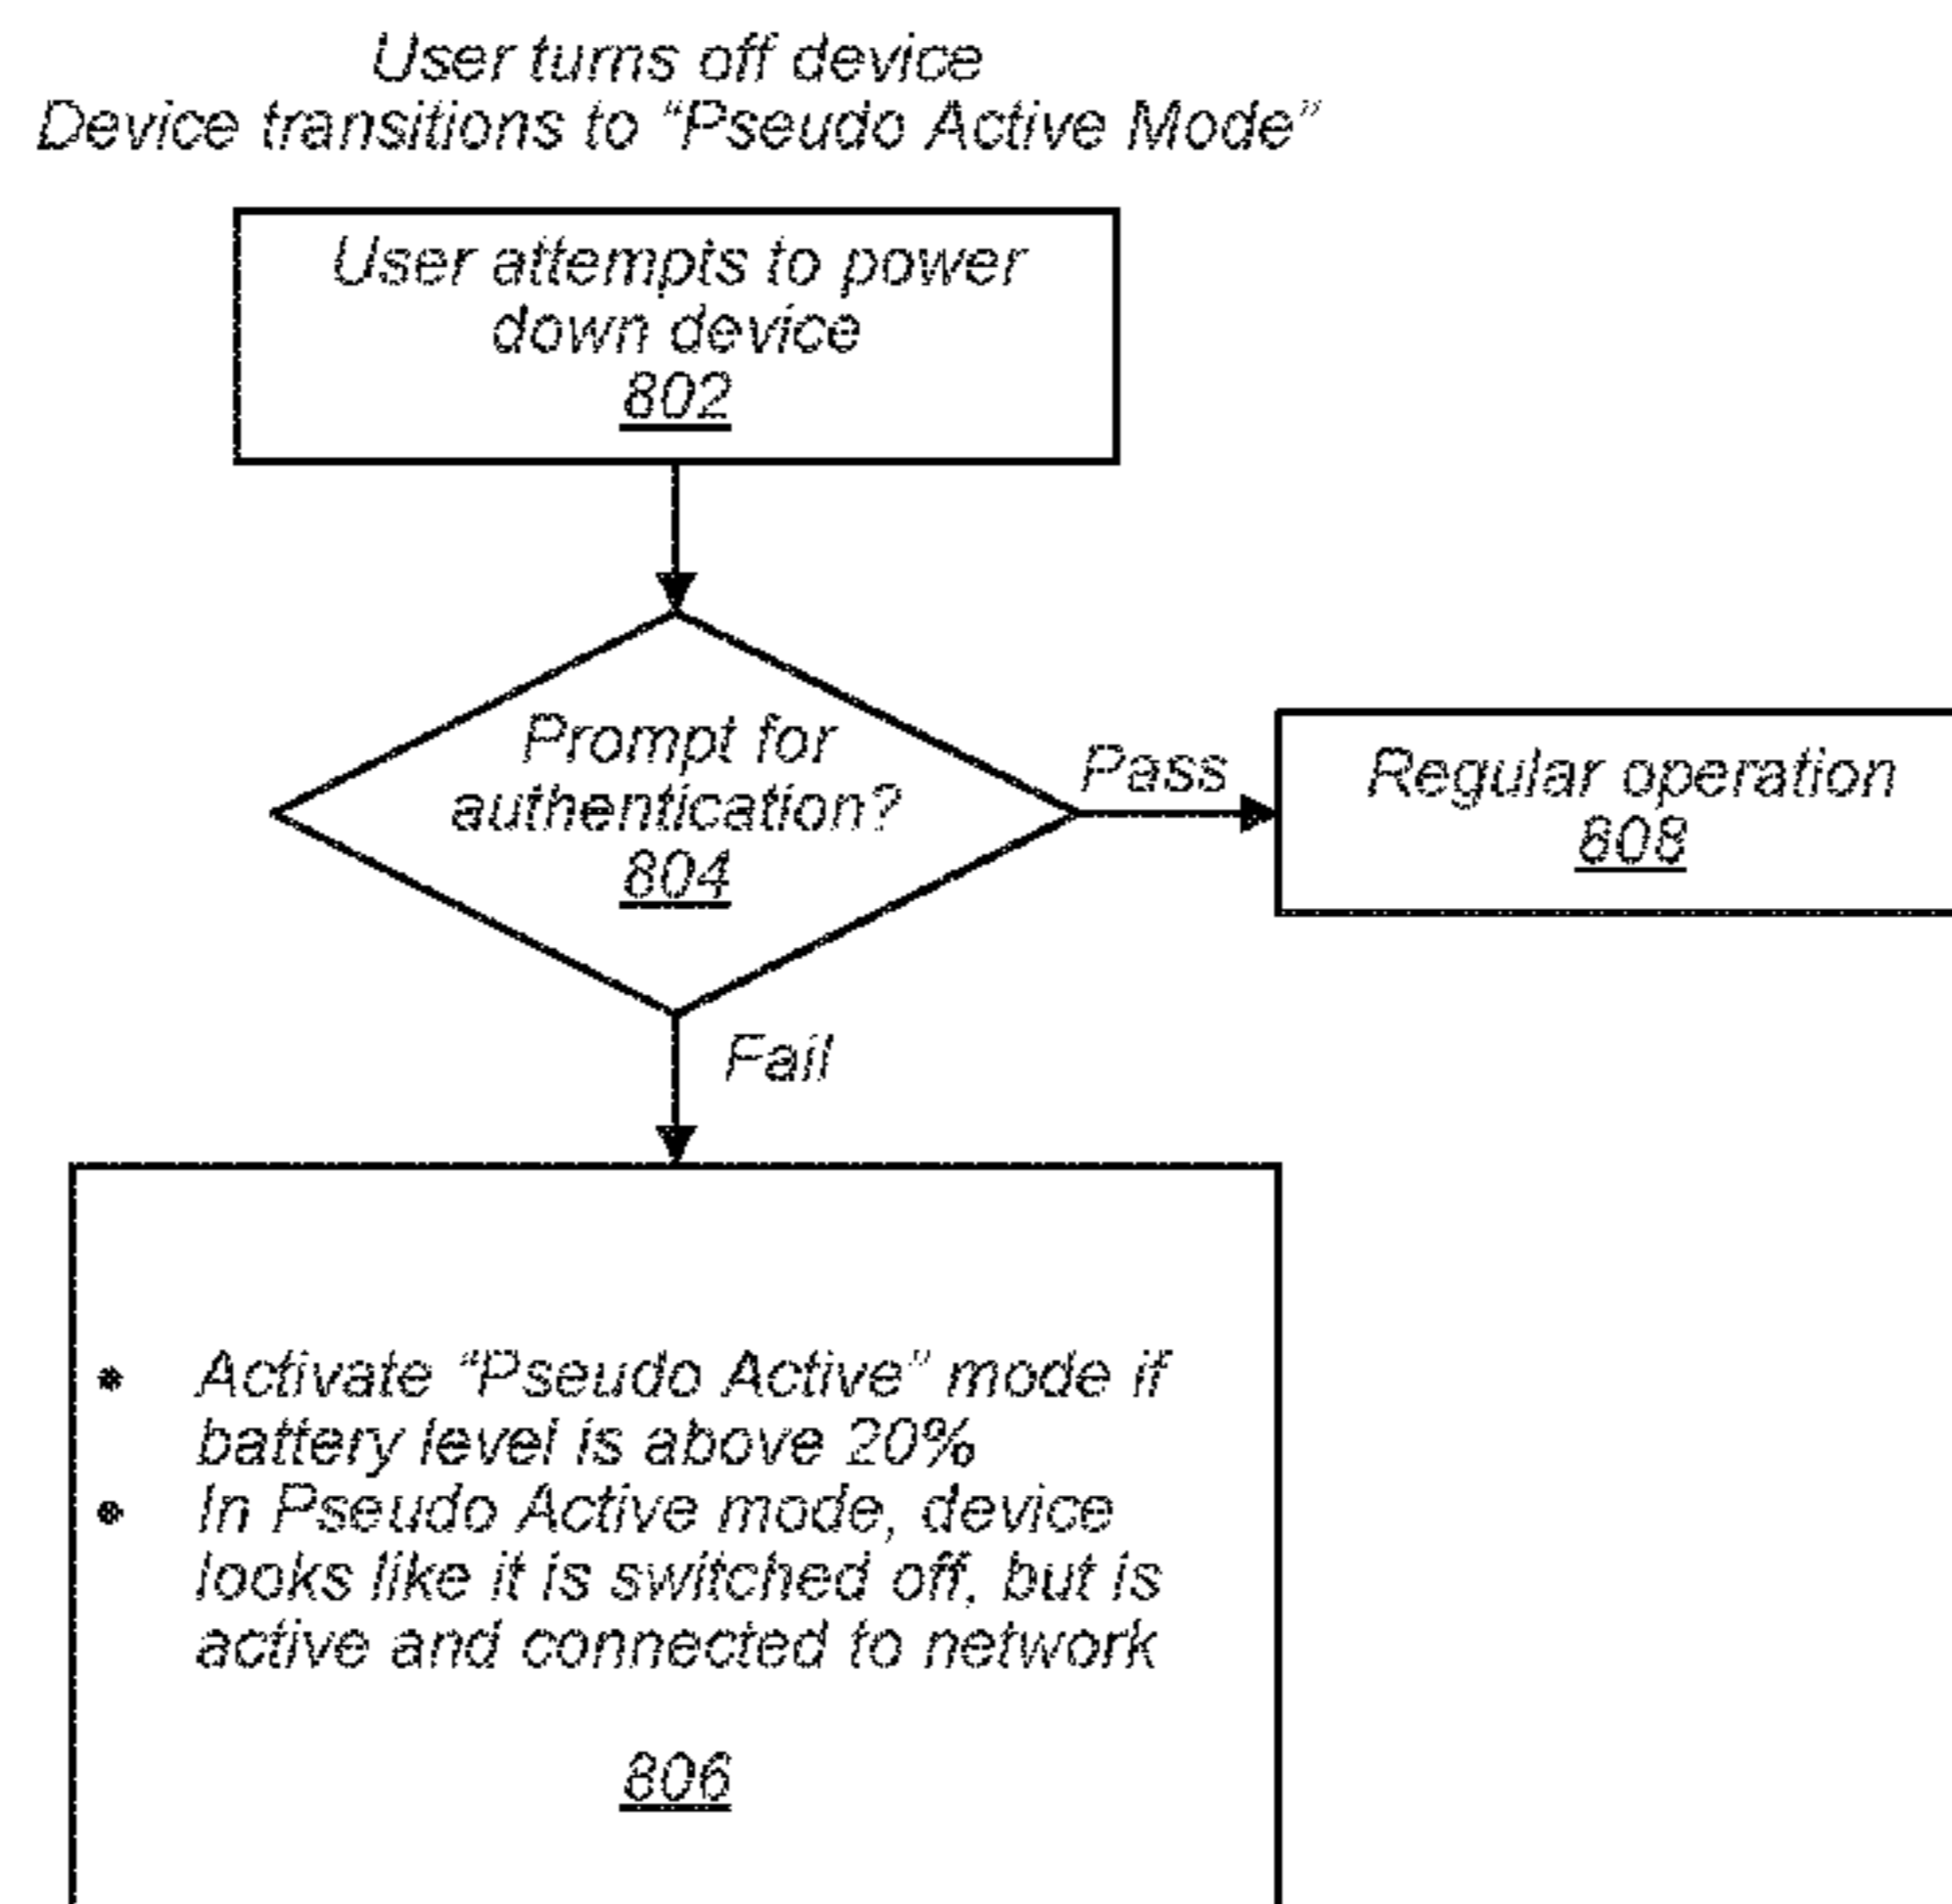 User turns off device
Device transitions to “Pseudo Active Mode”
User attempts to power
down device
802
Prompt for
authentication?
804
Pass
Regular operation
808
Fail
• Activate “Pseudo Active” mode if
battery level is above 20%
• In Pseudo Active mode, device
looks like it is switched off, but is
active and connected to network
806